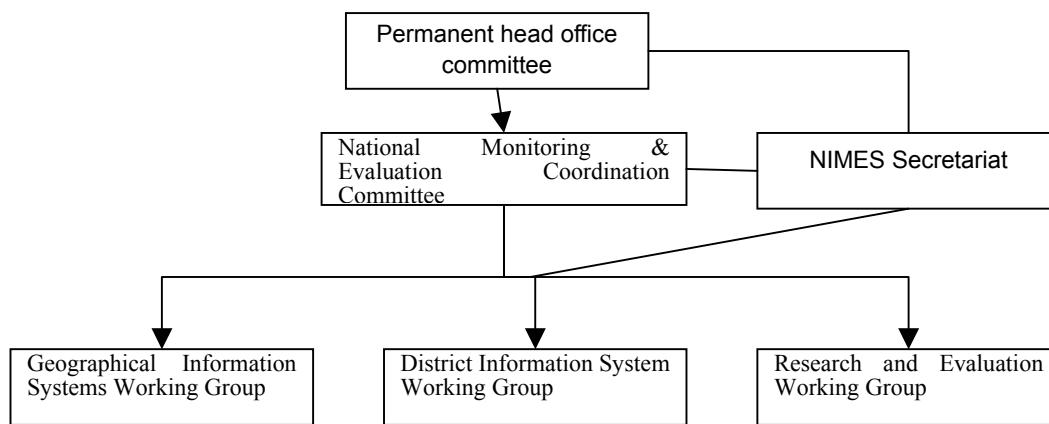 Permanent head office
committee
National Monitoring &
Evaluation Coordination
Committee
NIMES Secretariat
Geographical Information
Systems Working Group
District Information System
Working Group
Research and Evaluation
Working Group